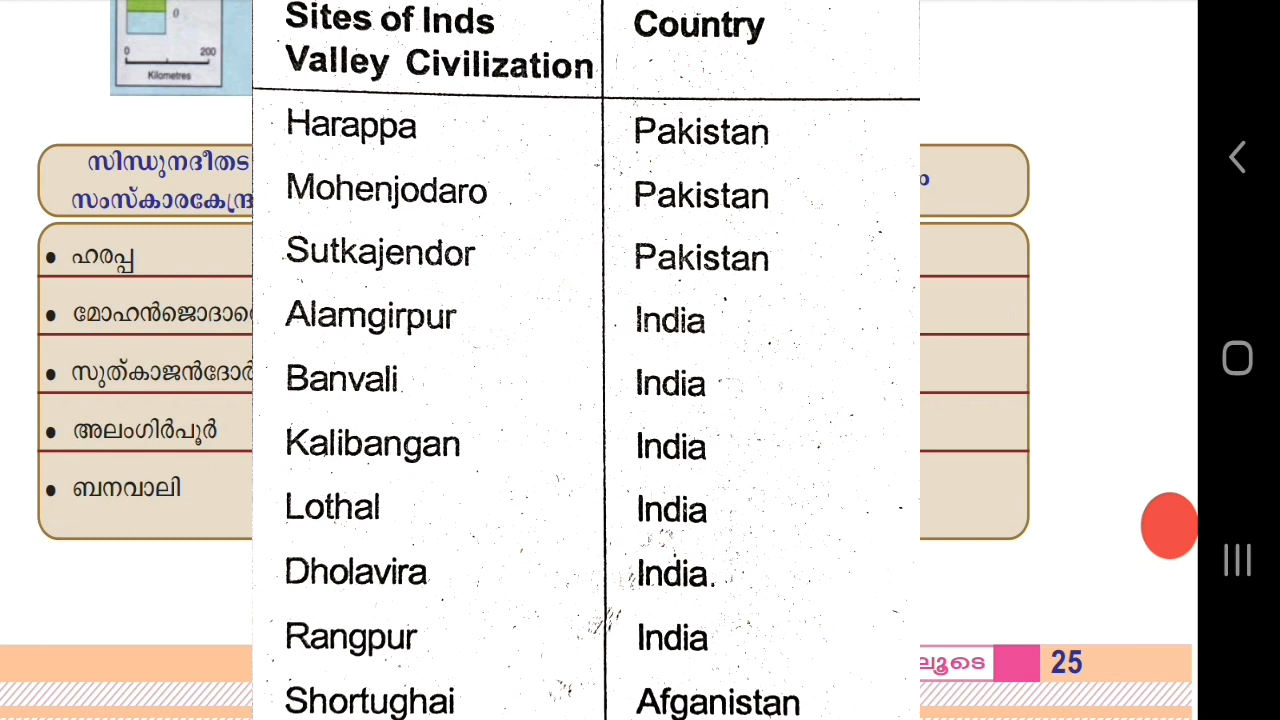 0
0 200
Kilometres
Sites of Inds Country
Valley Civilization
Harappa Pakistan
Mohenjodaro Pakistan
Sutkajendor Pakistan
Alamgirpur India
Banvali India
Kalibangan India
Lothal India
Dholavira India.
Rangpur India
Shortughai Afganistan
സിന്ധുനദീതട
സംസ്കാരകേന്ദ്ര
ഹരപ്പ
മോഹൻജൊദാ
സുത്കാജൻദോർ
അലംഗിർപൂർ
ബനവാലി
ലൂടെ 25